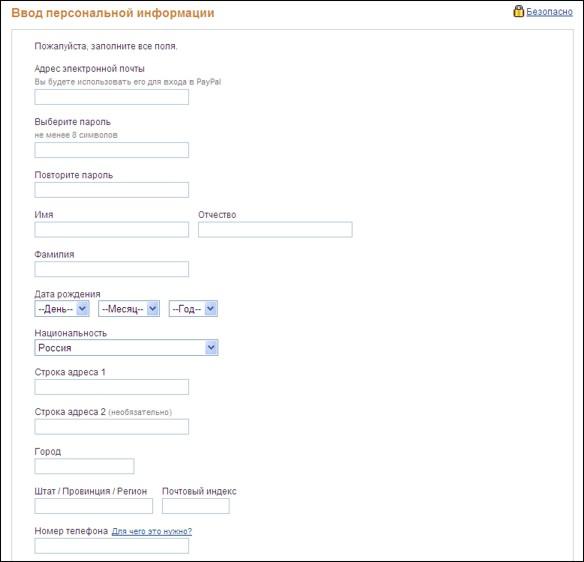 Ввод персональной информации
Безопасно
Пожалуйста, заполните все поля.
Адрес электронной почты
Вы будете использовать его для входа в PayPal
Выберите пароль
не менее 8 символов
Повторите пароль
Имя Отчество
Фамилия
Дата рождения
--День-- --Месяц-- --Год--
Национальность
Россия
Строка адреса 1
Строка адреса 2 (необязательно)
Город
Штат / Провинция / Регион Почтовый индекс
Номер телефона Для чего это нужно?